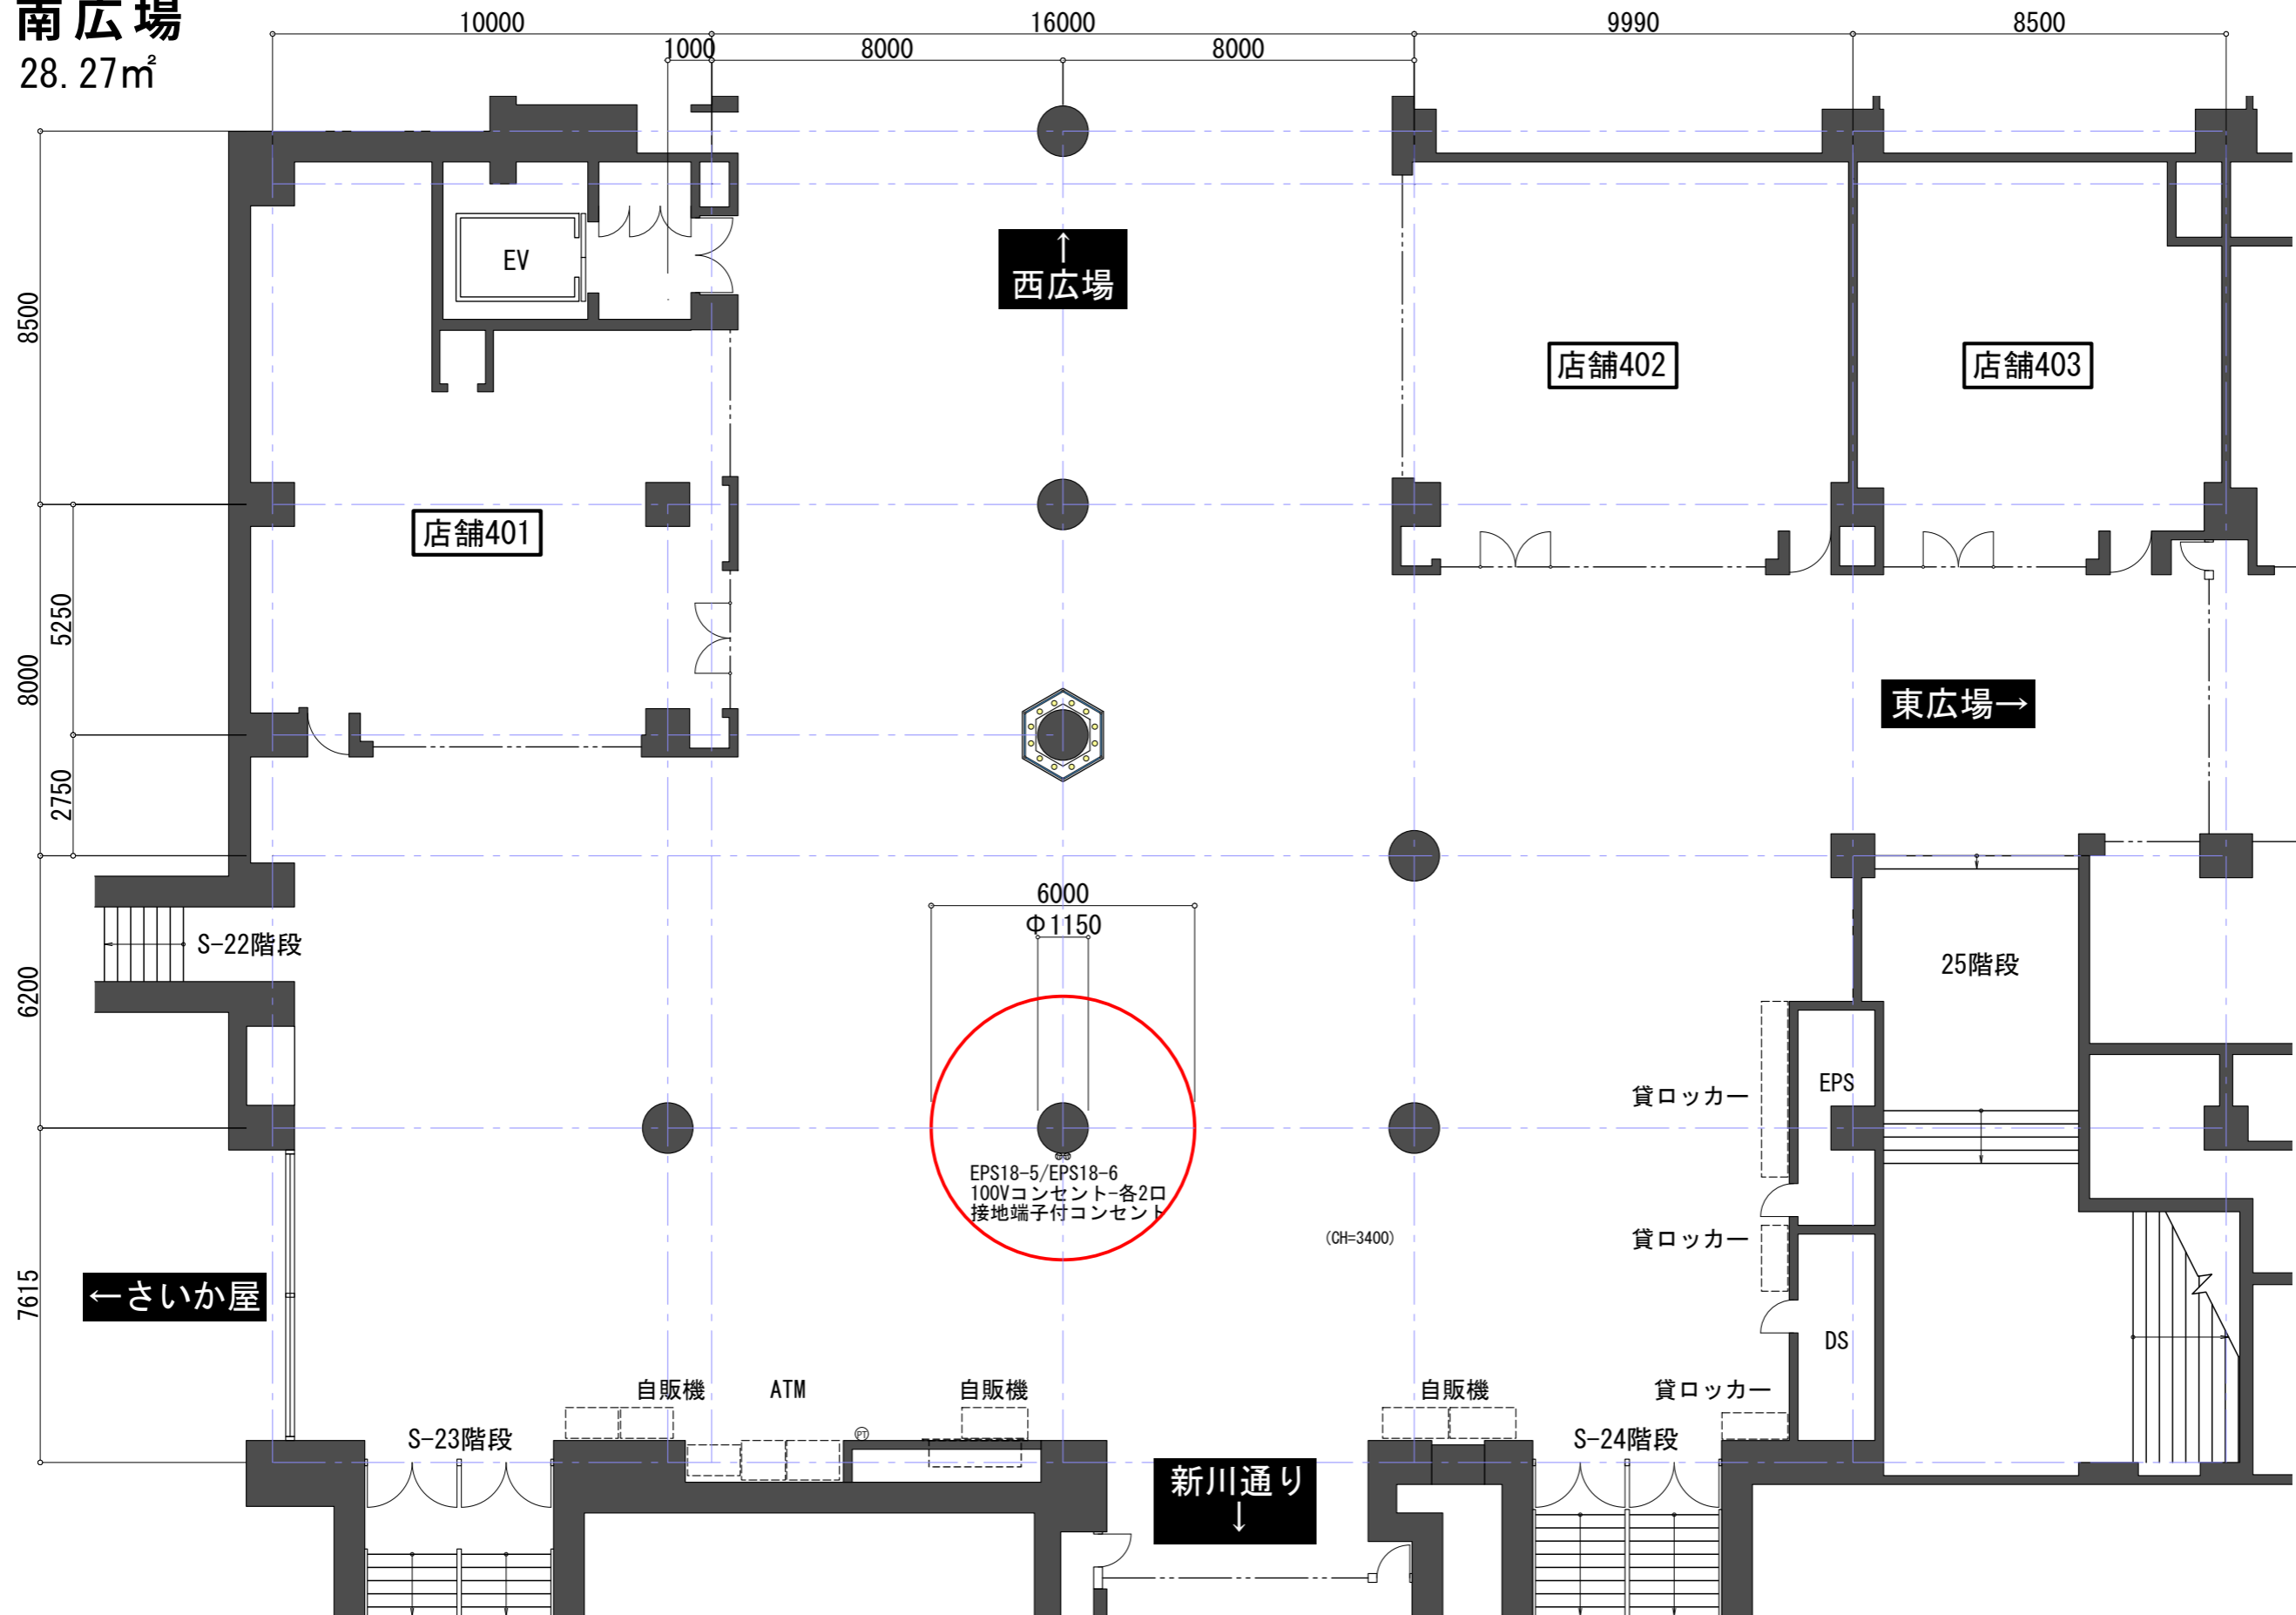 南広場
28.27㎡
10000
16000
9990
8500
1000
8000
8000
EV
↑
西広場
8500
店舗402
店舗403
店舗401
5250
8000
東広場→
2750
6000
Φ1150
S-22階段
25階段
6200
貸ロッカー
EPS
EPS18-5/EPS18-6
100Vコンセント-各2口
接地端子付コンセント
(CH=3400)
貸ロッカー
7615
←さいか屋
DS
自販機
ATM
自販機
自販機
貸ロッカー
PT
S-23階段
S-24階段
新川通り
↓